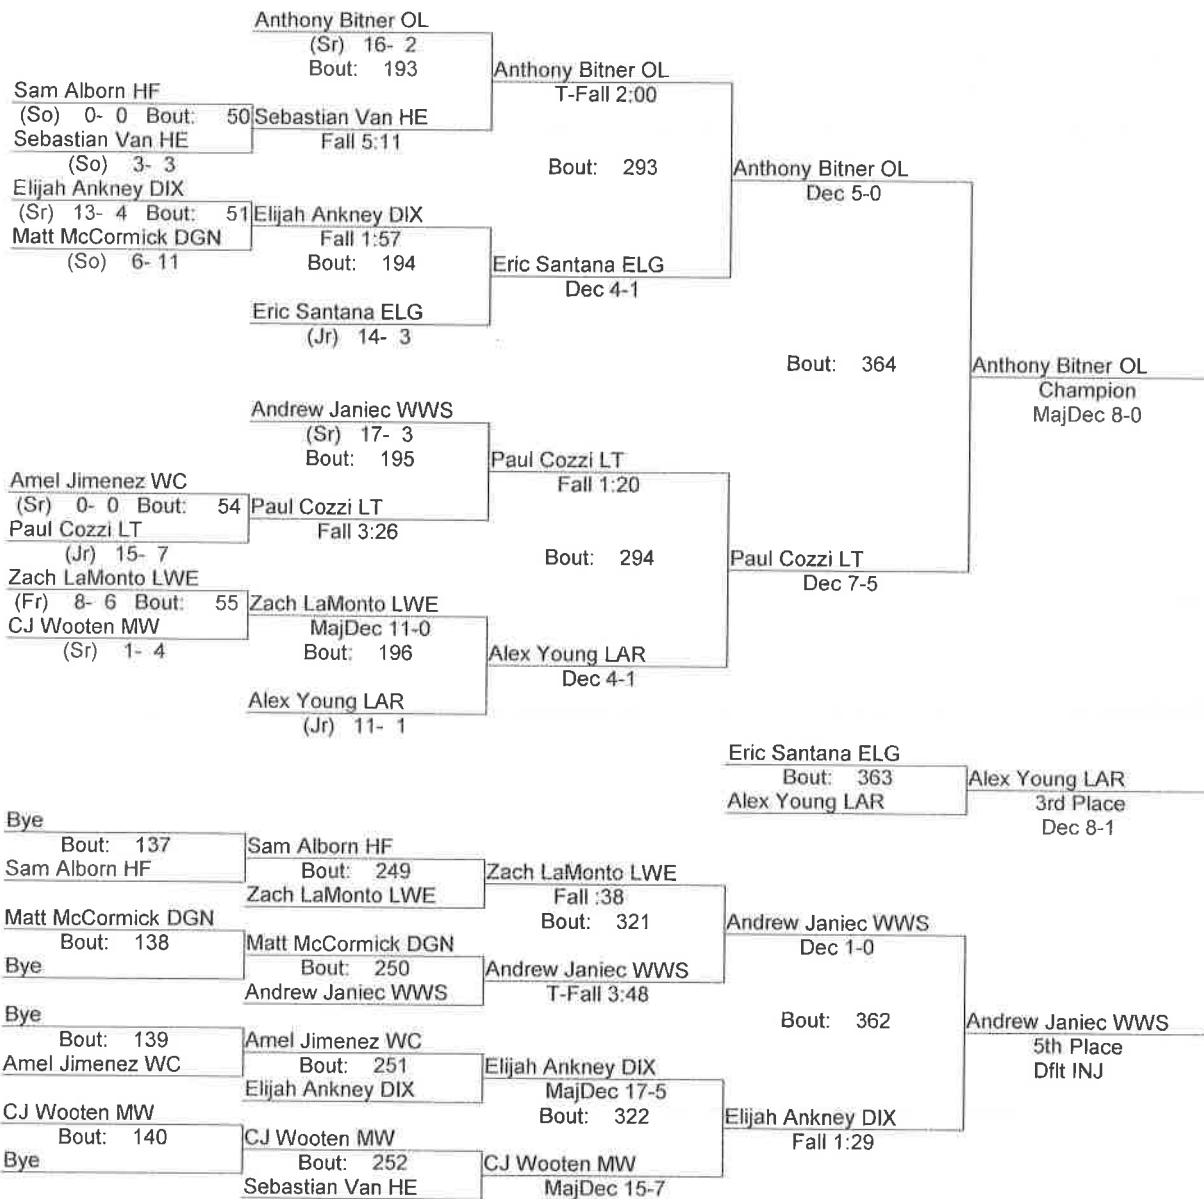 Anthony Bitner OL
(Sr) 16- 2
Bout: 193
Anthony Bitner OL
T-Fall 2:00
Sam Alborn HF
(So) 0- 0 Bout: 50
Sebastian Van HE
Sebastian Van HE
Fall 5:11
(So) 3- 3
Bout: 293
Anthony Bitner OL
Dec 5-0
Elijah Ankney DIX
(Sr) 13- 4 Bout: 51
Elijah Ankney DIX
Matt McCormick DGN
Fall 1:57
(So) 6- 11
Bout: 194
Eric Santana ELG
Dec 4-1
Eric Santana ELG
(Jr) 14- 3
Bout: 364
Anthony Bitner OL
Champion
MajDec 8-0
Andrew Janiec WWS
(Sr) 17- 3
Bout: 195
Paul Cozzi LT
Fall 1:20
Amel Jimenez WC
(Sr) 0- 0 Bout: 54
Paul Cozzi LT
Paul Cozzi LT
Fall 3:26
(Jr) 15- 7
Bout: 294
Paul Cozzi LT
Dec 7-5
Zach LaMonto LWE
(Fr) 8- 6 Bout: 55
Zach LaMonto LWE
CJ Wooten MW
MajDec 11-0
(Sr) 1- 4
Bout: 196
Alex Young LAR
Dec 4-1
Alex Young LAR
(Jr) 11- 1
Eric Santana ELG
Bout: 363
Alex Young LAR
Alex Young LAR
3rd Place
Dec 8-1
Bye
Bout: 137
Sam Alborn HF
Sam Alborn HF
Bout: 249
Zach LaMonto LWE
Zach LaMonto LWE
Fall :38
Bout: 321
Matt McCormick DGN
Bout: 138
Bye
Matt McCormick DGN
Bout: 250
Andrew Janiec WWS
Andrew Janiec WWS
T-Fall 3:48
Andrew Janiec WWS
Dec 1-0
Bye
Bout: 139
Amel Jimenez WC
Amel Jimenez WC
Bout: 251
Elijah Ankney DIX
Elijah Ankney DIX
MajDec 17-5
Bout: 322
Bout: 362
Andrew Janiec WWS
5th Place
Dflt INJ
CJ Wooten MW
Bout: 140
Bye
CJ Wooten MW
Bout: 252
Sebastian Van HE
CJ Wooten MW
MajDec 15-7
Elijah Ankney DIX
Fall 1:29